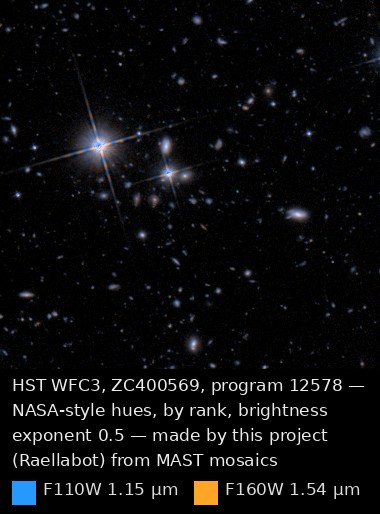 HST WFC3, ZC400569, program 12578 —
NASA-style hues, by rank, brightness
exponent 0.5 — made by this project
(Raellabot) from MAST mosaics
F110W 1.15 µm F160W 1.54 µm